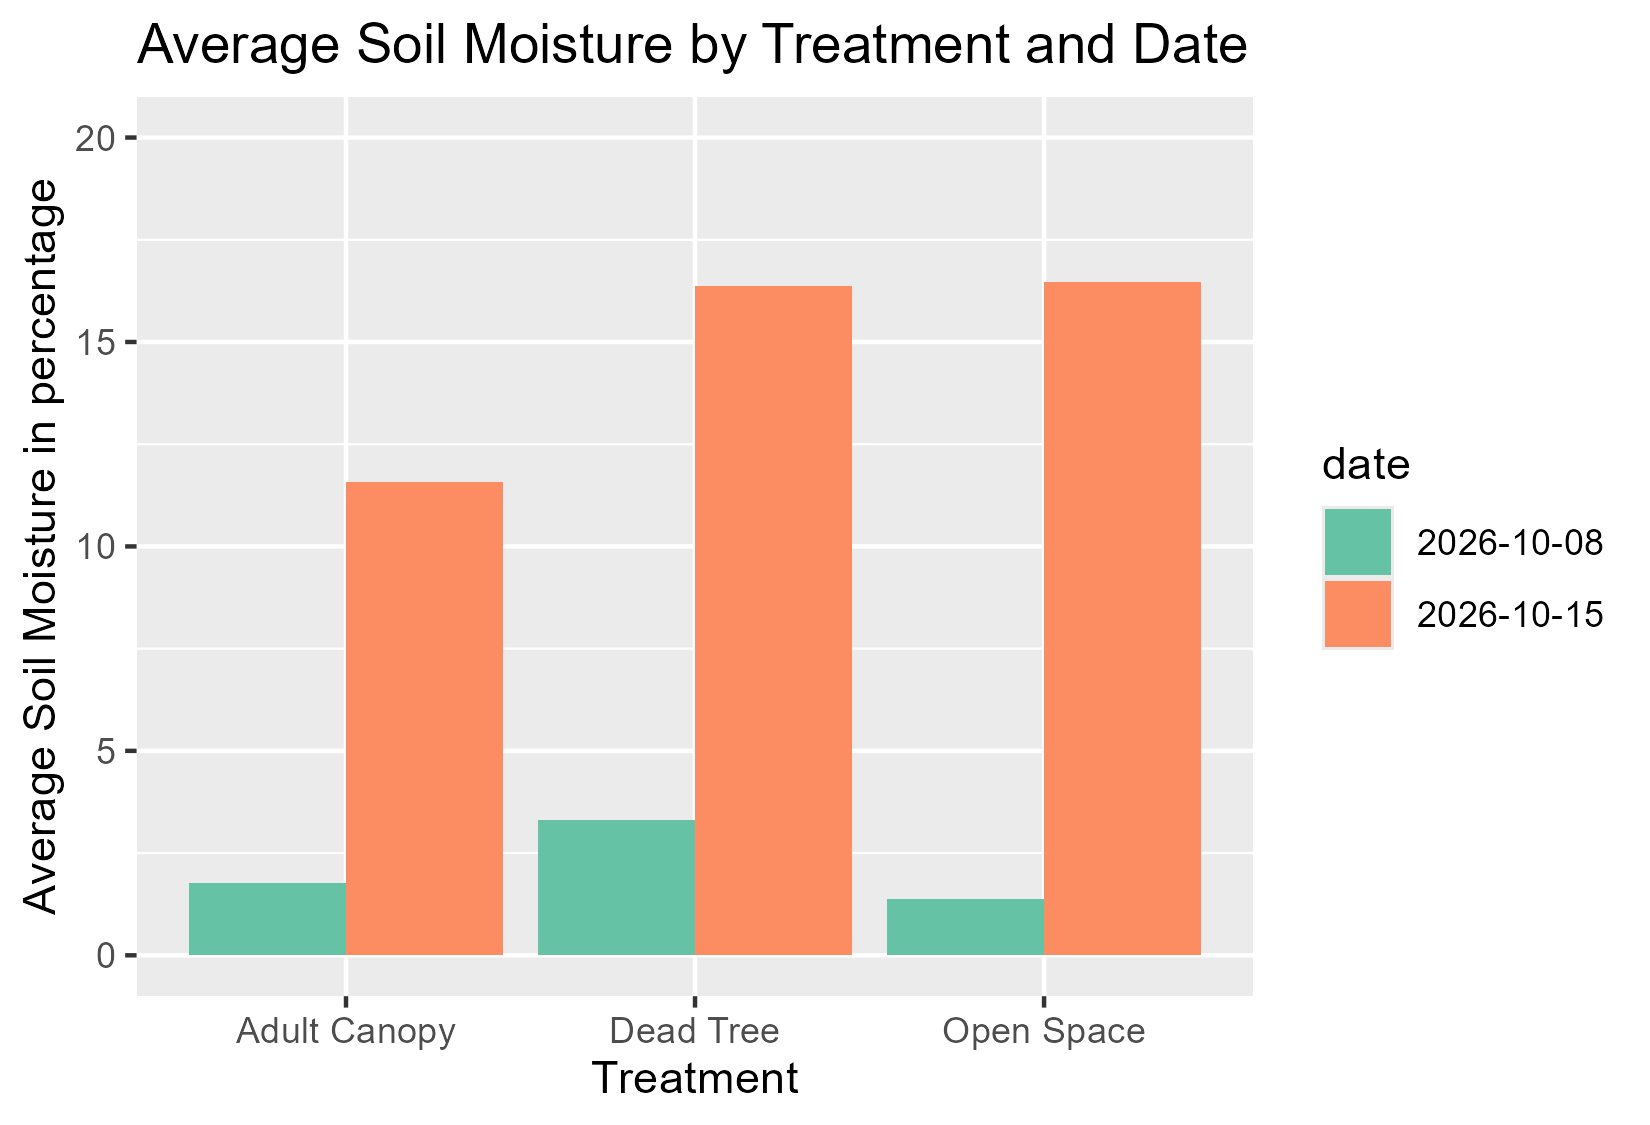 Average Soil Moisture by Treatment and Date
Average Soil Moisture in percentage
20
15
10
5
0
Adult Canopy
Dead Tree
Open Space
Treatment
date
2026-10-08
2026-10-15